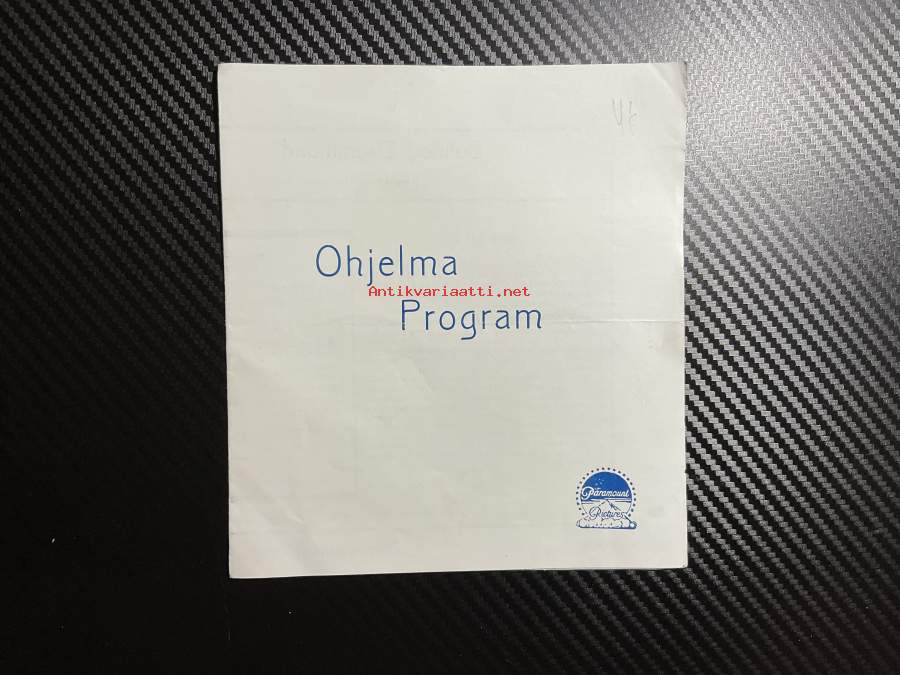 Ohjelma
Antikvariaatti.net
Program
Paramount
Pictures